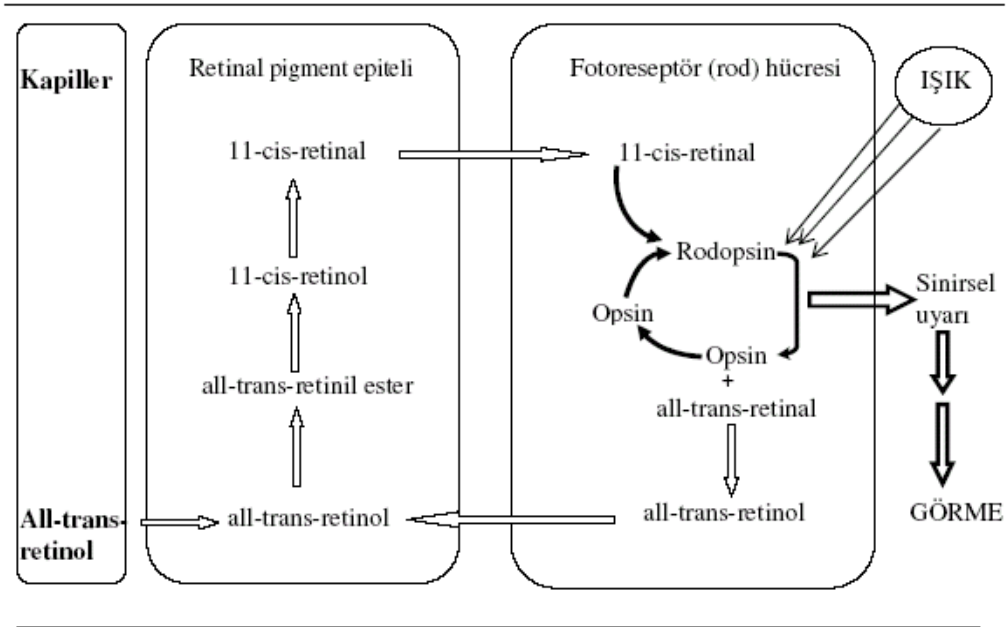 Kapiller
Retinal pigment epiteli
Fotoreseptör (rod) hücresi
IŞIK
11-cis-retinal
11-cis-retinal
Rodopsin
11-cis-retinol
Sinirsel
uyarı
Opsin
Opsin
+
all-trans-retinil ester
all-trans-retinal
All-trans-
retinol
all-trans-retinol
all-trans-retinol
GÖRME